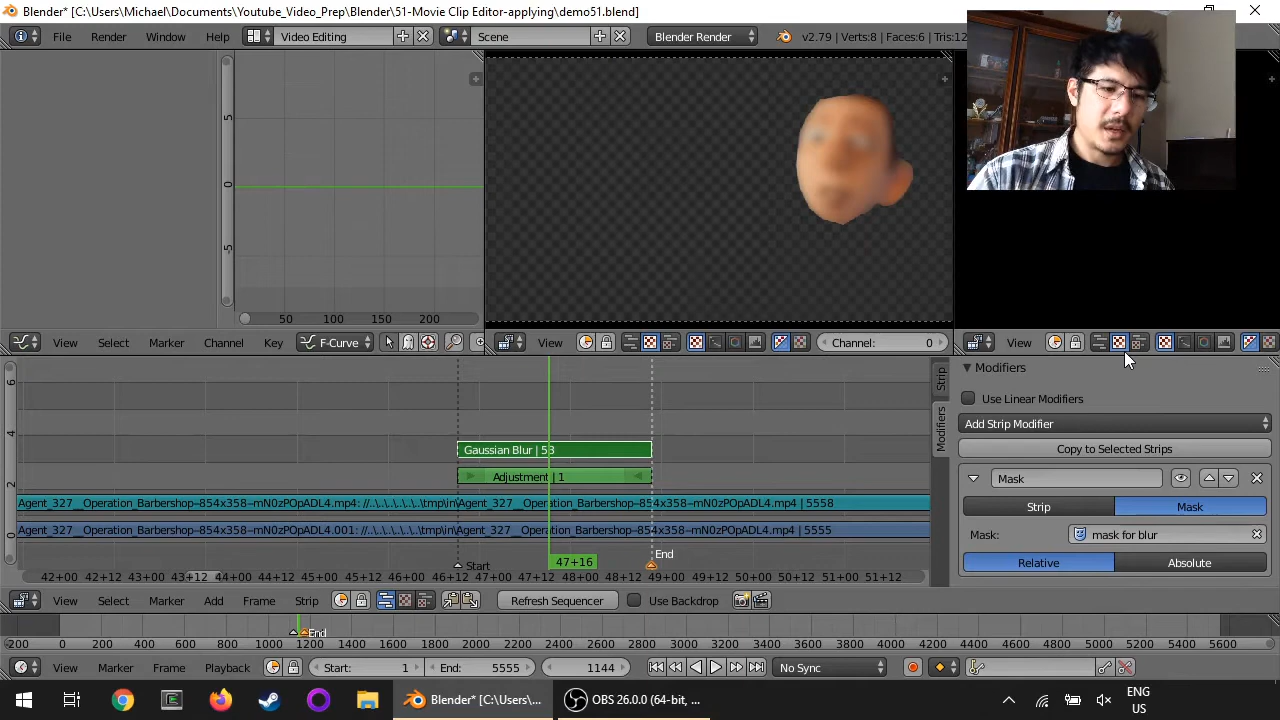 Blender* [C:\Users\Michael\Documents\Youtube_Video_Prep\Blender\51-Movie Clip Editor-applying\demo51.blend]
File Render Window Help Video Editing Scene Blender Render v2.79 | Verts:8 | Faces:6 | Tris:12
5
0
-5
50 100 150 200
View Select Marker Channel Key F-Curve View Channel: 0 View
6
4
2
0
Strip
Modifiers
Modifiers
Use Linear Modifiers
Add Strip Modifier
Copy to Selected Strips
Gaussian Blur | 53
Adjustment | 1
Mask
Agent_327__Operation_Barbershop-854x358-mN0zPOpADL4.mp4: //..\..\..\..\..\tmp\in\Agent_327__Operation_Barbershop-854x358-mN0zPOpADL4.mp4 | 5558
Strip Mask
Agent_327__Operation_Barbershop-854x358-mN0zPOpADL4.001: //..\..\..\..\..\tmp\in\Agent_327__Operation_Barbershop-854x358-mN0zPOpADL4.mp4 | 5555
Mask: mask for blur
End
Start
47+16
Relative Absolute
42+00 42+12 43+00 43+12 44+00 44+12 45+00 45+12 46+00 46+12 47+00 47+12 48+00 48+12 49+00 49+12 50+00 50+12 51+00 51+12
View Select Marker Add Frame Strip Refresh Sequencer Use Backdrop
End
-200 0 200 400 600 800 1000 1200 1400 1600 1800 2000 2200 2400 2600 2800 3000 3200 3400 3600 3800 4000 4200 4400 4600 4800 5000 5200 5400 5600
View Marker Frame Playback Start: 1 End: 5555 1144 No Sync
Blender* [C:\Users\... OBS 26.0.0 (64-bit, ... ENG
US